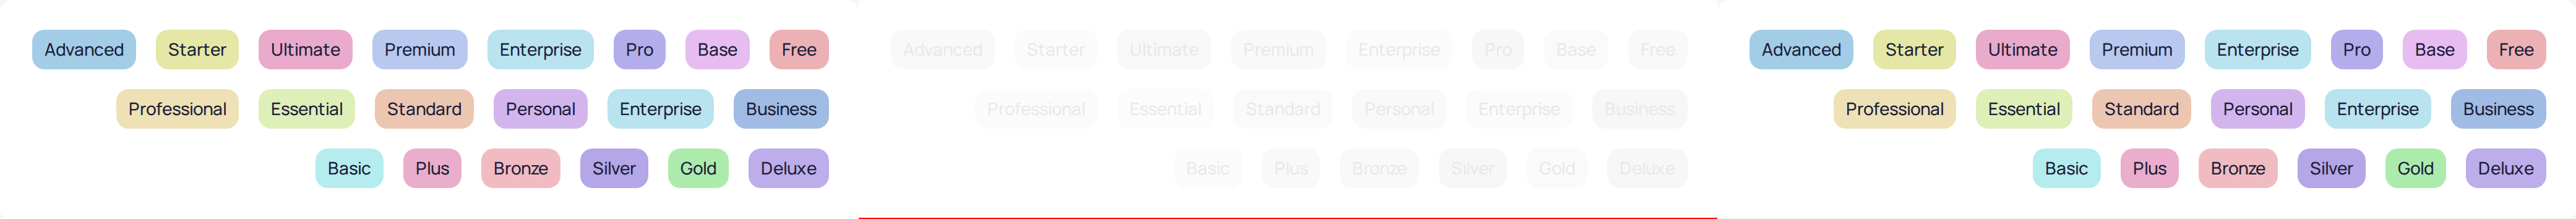 Advanced Starter Ultimate Premium Enterprise Pro Base Free
Professional Essential Standard Personal Enterprise Business
Basic Plus Bronze Silver Gold Deluxe
Advanced Starter Ultimate Premium Enterprise Pro Base Free
Professional Essential Standard Personal Enterprise Business
Basic Plus Bronze Silver Gold Deluxe
Advanced Starter Ultimate Premium Enterprise Pro Base Free
Professional Essential Standard Personal Enterprise Business
Basic Plus Bronze Silver Gold Deluxe